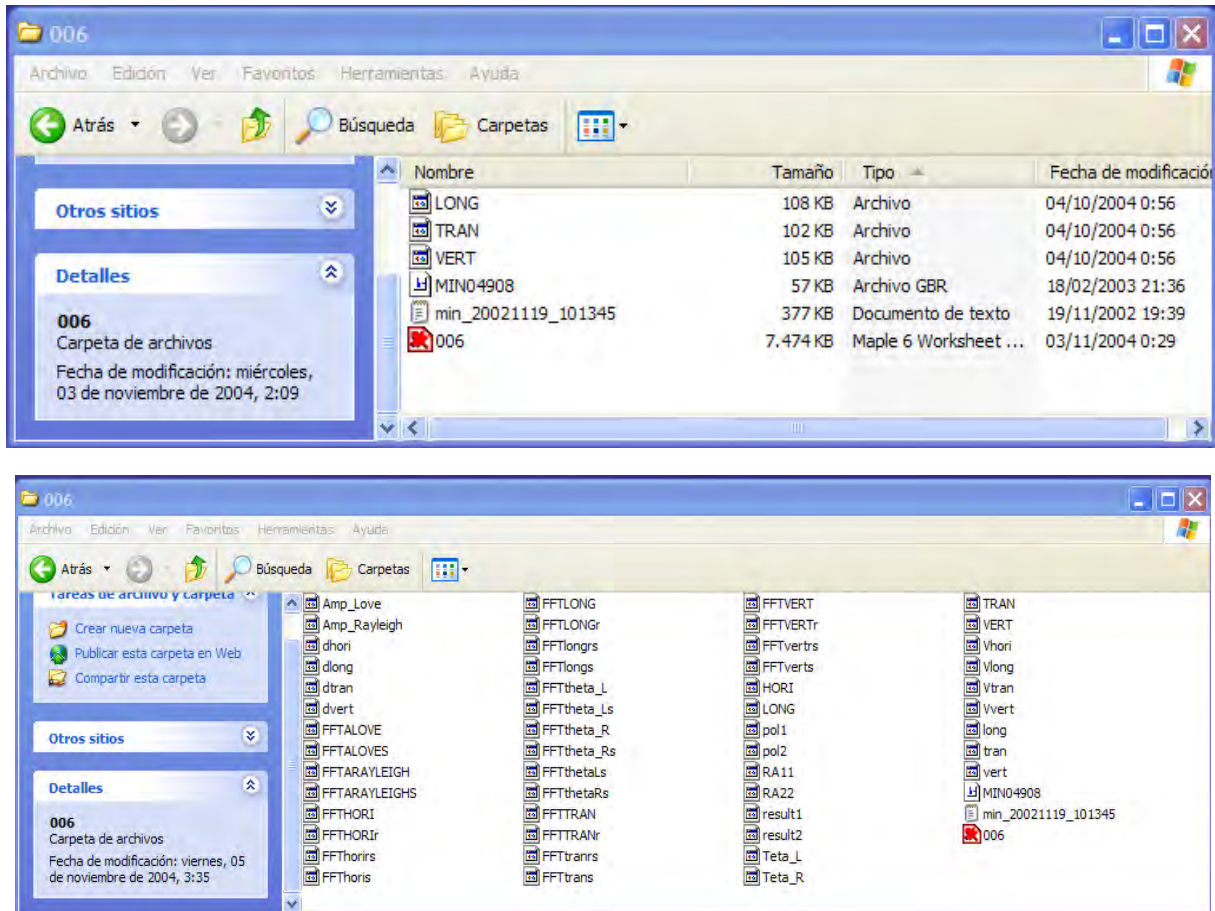 006
Archivo Edición Ver Favoritos Herramientas Ayuda
Atrás Búsqueda Carpetas
Nombre Tamaño Tipo Fecha de modificació
Otros sitios
Detalles
006
Carpeta de archivos
Fecha de modificación: miércoles,
03 de noviembre de 2004, 2:09
LONG 108 KB Archivo 04/10/2004 0:56
TRAN 102 KB Archivo 04/10/2004 0:56
VERT 105 KB Archivo 04/10/2004 0:56
MIN04908 57 KB Archivo GBR 18/02/2003 21:36
min_20021119_101345 377 KB Documento de texto 19/11/2002 19:39
006 7.474 KB Maple 6 Worksheet ... 03/11/2004 0:29
006
Archivo Edición Ver Favoritos Herramientas Ayuda
Atrás Búsqueda Carpetas
Tareas de archivo y carpeta
Crear nueva carpeta
Publicar esta carpeta en Web
Compartir esta carpeta
Otros sitios
Detalles
006
Carpeta de archivos
Fecha de modificación: viernes, 05
de noviembre de 2004, 3:35
Amp_Love
Amp_Rayleigh
dhori
dlong
dtran
dvert
FFTALOVE
FFTALOVES
FFTARAYLEIGH
FFTARAYLEIGHS
FFTHORI
FFTHORIr
FFThorirs
FFThoris
FFTLONG
FFTLONGr
FFTlongrs
FFTlongs
FFTtheta_L
FFTtheta_Ls
FFTtheta_R
FFTtheta_Rs
FFTthetaLs
FFTthetaRs
FFTTRAN
FFTTRANr
FFTtranrs
FFTtrans
FFTVERT
FFTVERTr
FFTvertrs
FFTverts
HORI
LONG
pol1
pol2
RA11
RA22
result1
result2
Teta_L
Teta_R
TRAN
VERT
Vhori
Vlong
Vtran
Vvert
long
tran
vert
MIN04908
min_20021119_101345
006